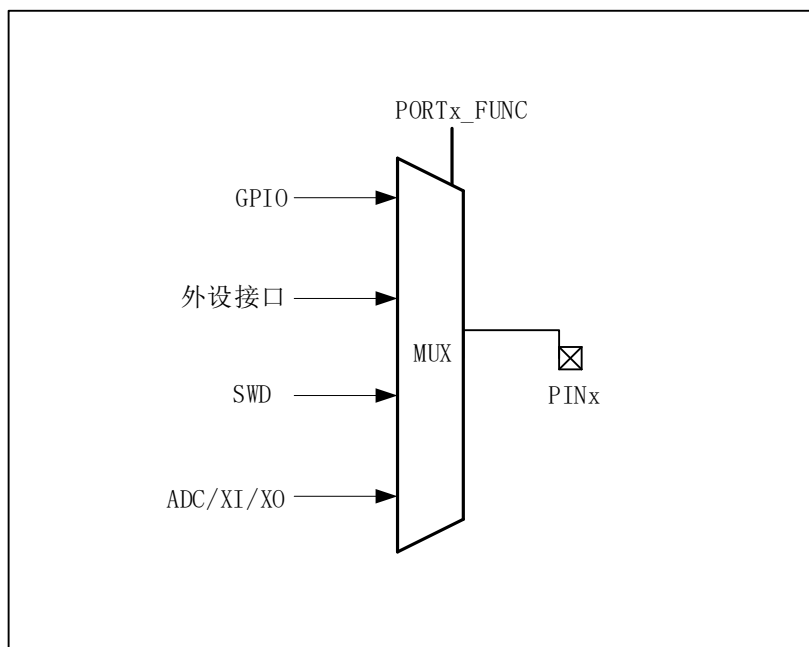 PORTx_FUNC
GPIO
外设接口
MUX
SWD
PINx
ADC/XI/XO